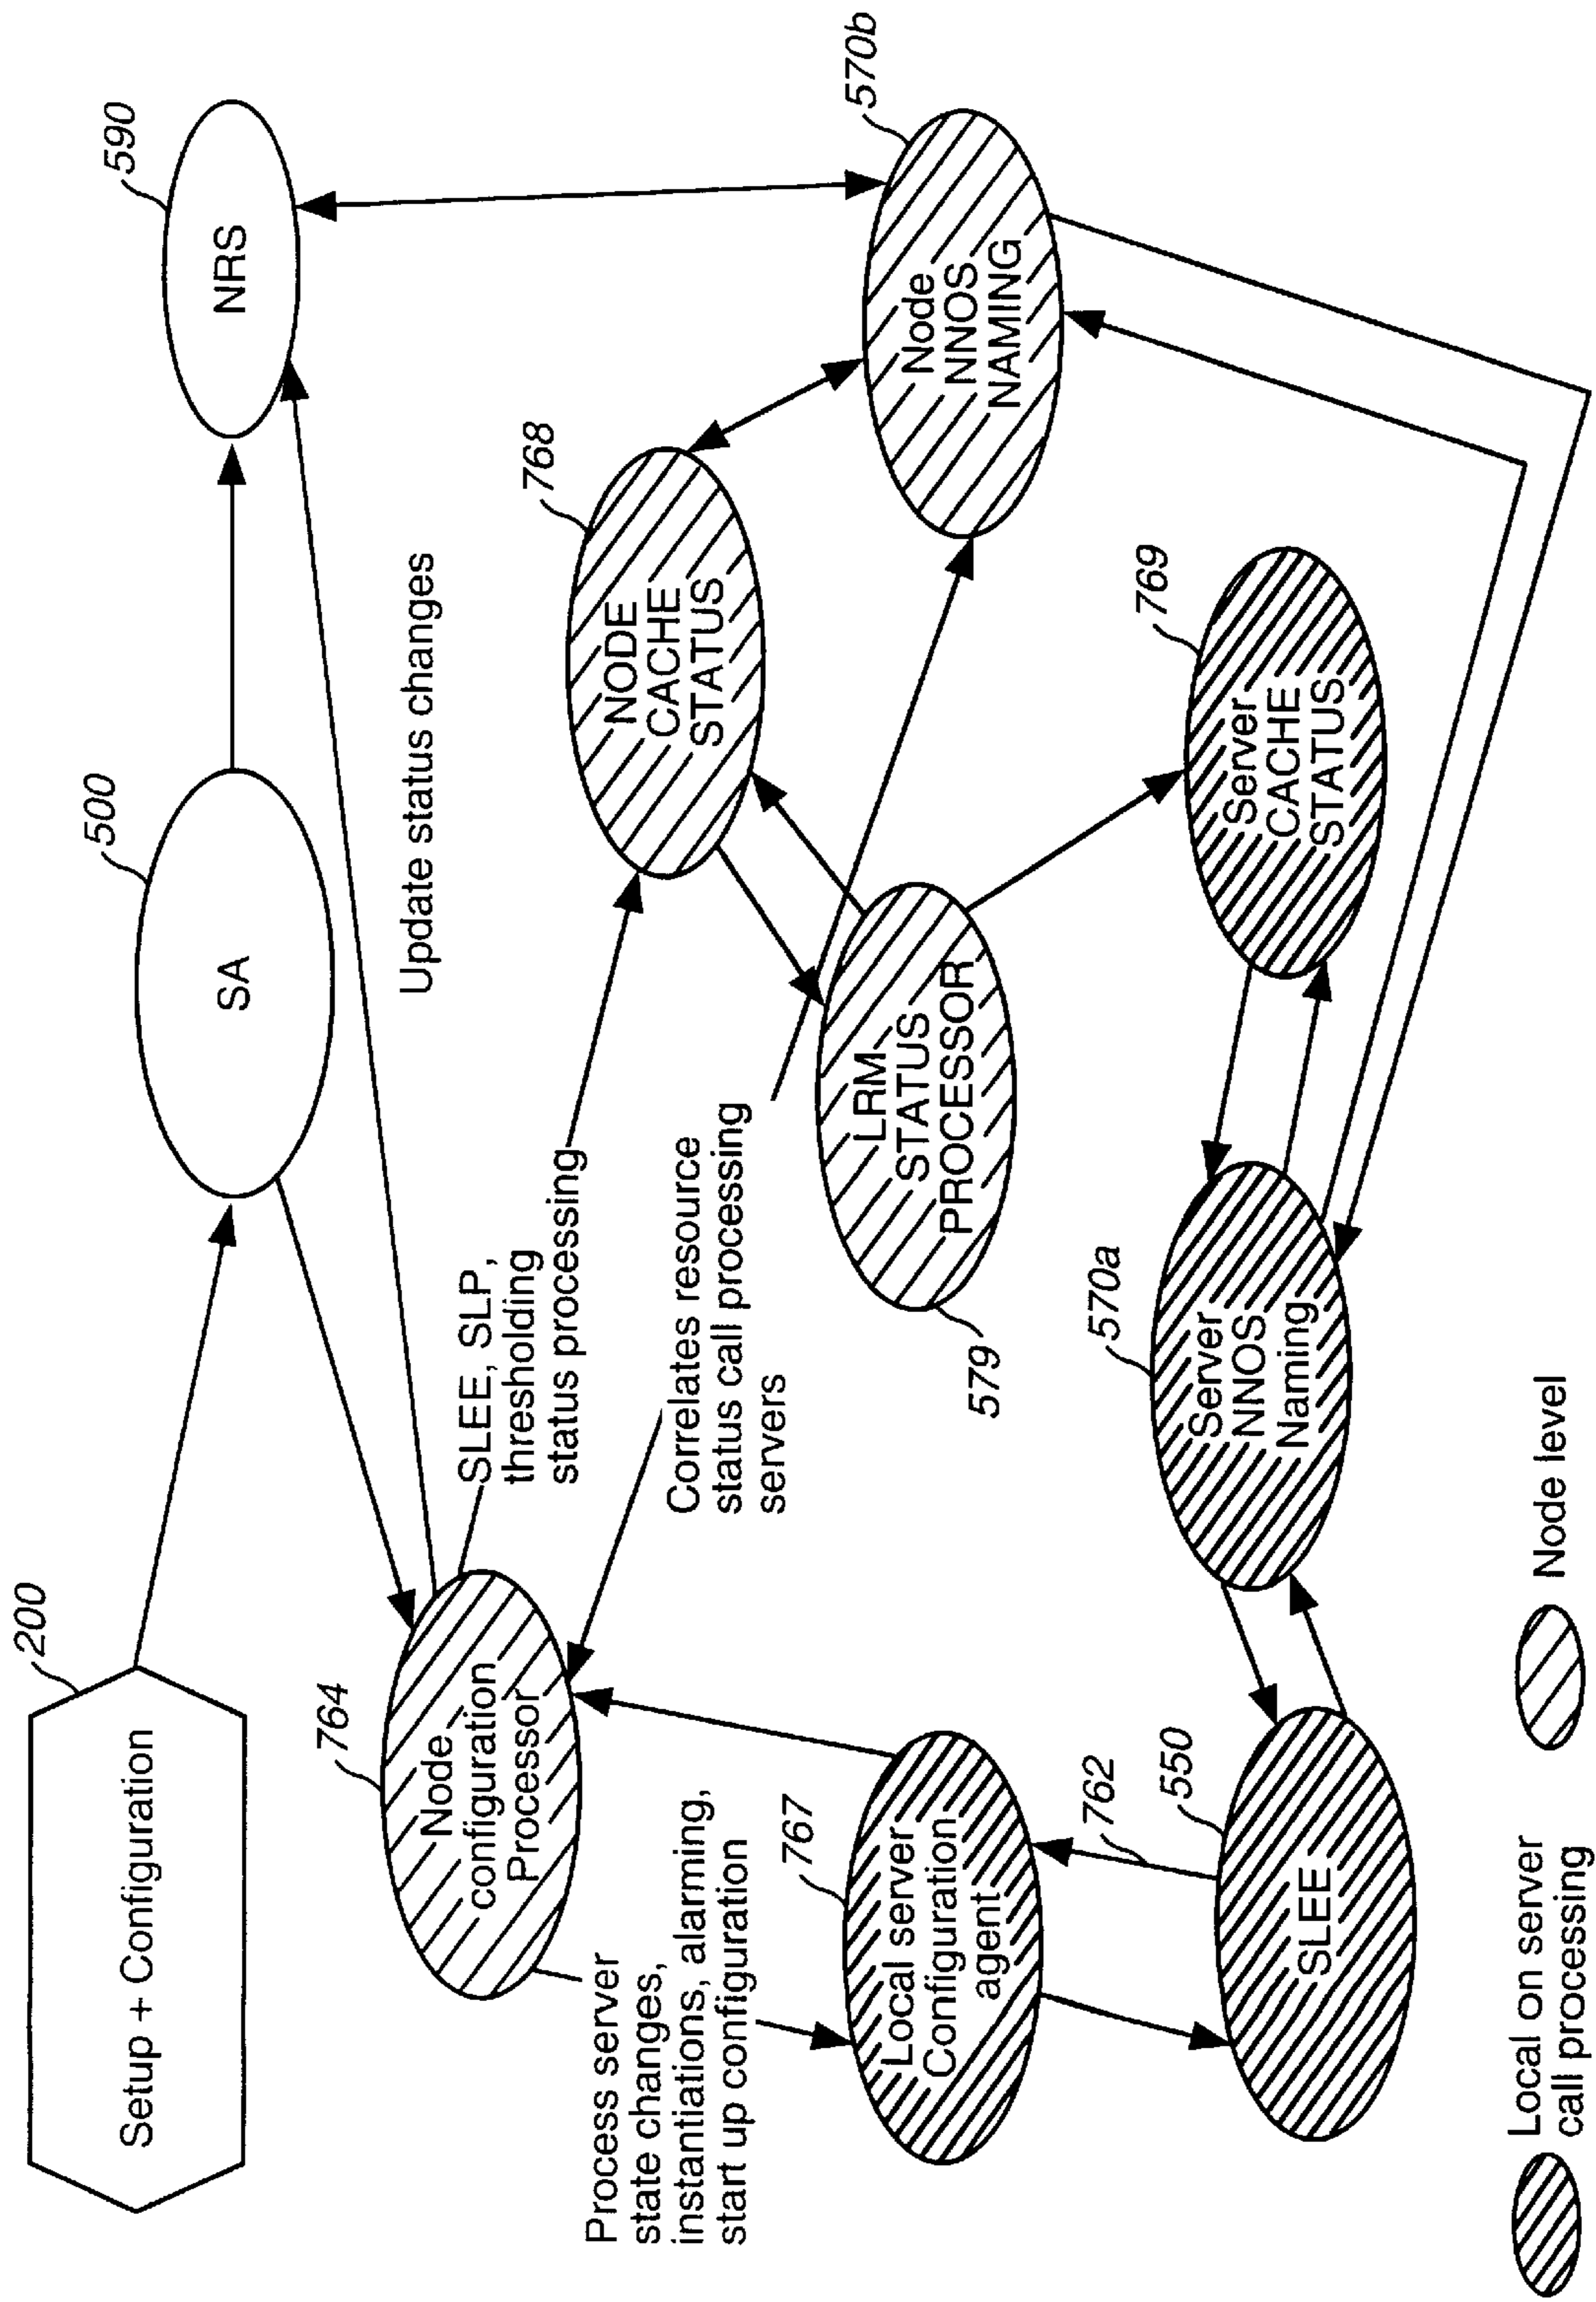 200
Setup + Configuration
500
SA
590
NRS
Update status changes
764
Node
configuration
Processor
SLEE, SLP,
thresholding
status processing
768
NODE
CACHE
STATUS
Process server
state changes,
instantiations, alarming,
start up configuration
Correlates resource
status call processing
servers
LRM
STATUS
PROCESSOR
579
570b
Node
NNOS
NAMING
767
Local server
Configuration
agent
762
550
SLEE
570a
Server
NNOS
Naming
769
Server
CACHE
STATUS
Local on server
call processing
Node level